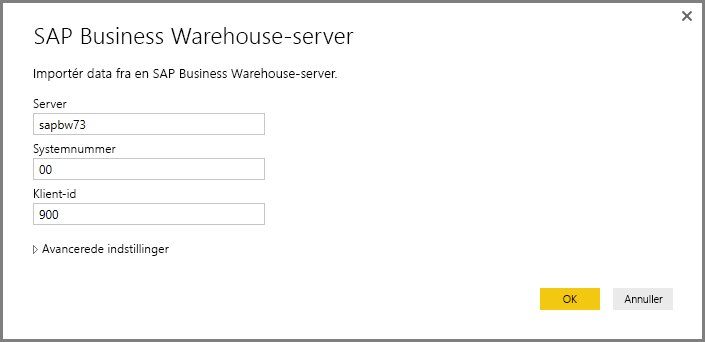 SAP Business Warehouse-server
Importér data fra en SAP Business Warehouse-server.
Server
sapbw73
Systemnummer
00
Klient-id
900
Avancerede indstillinger
OK Annuller